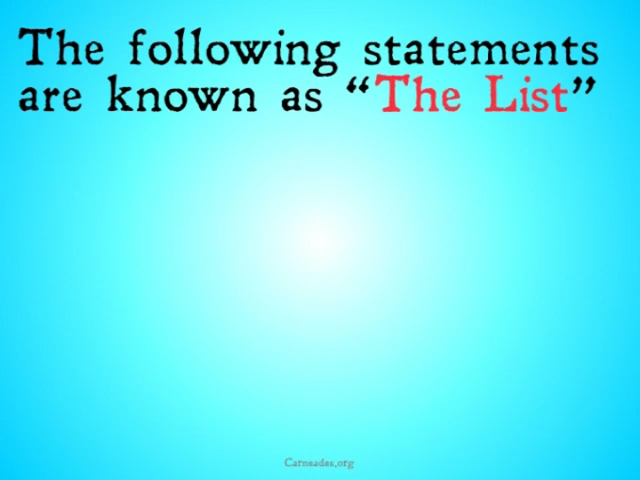 The following statements
are known as “The List”
Carneades.org